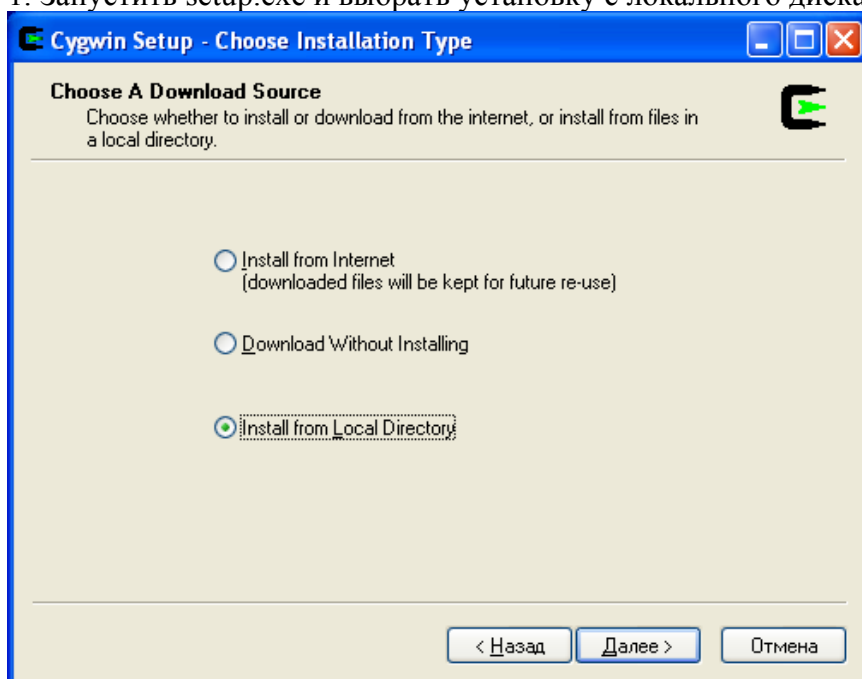 1. Запустить setup.exe и выбрать установку с локального диска
Cygwin Setup - Choose Installation Type
Choose A Download Source
Choose whether to install or download from the internet, or install from files in
a local directory.
Install from Internet
(downloaded files will be kept for future re-use)
Download Without Installing
Install from Local Directory
< Назад
Далее >
Отмена